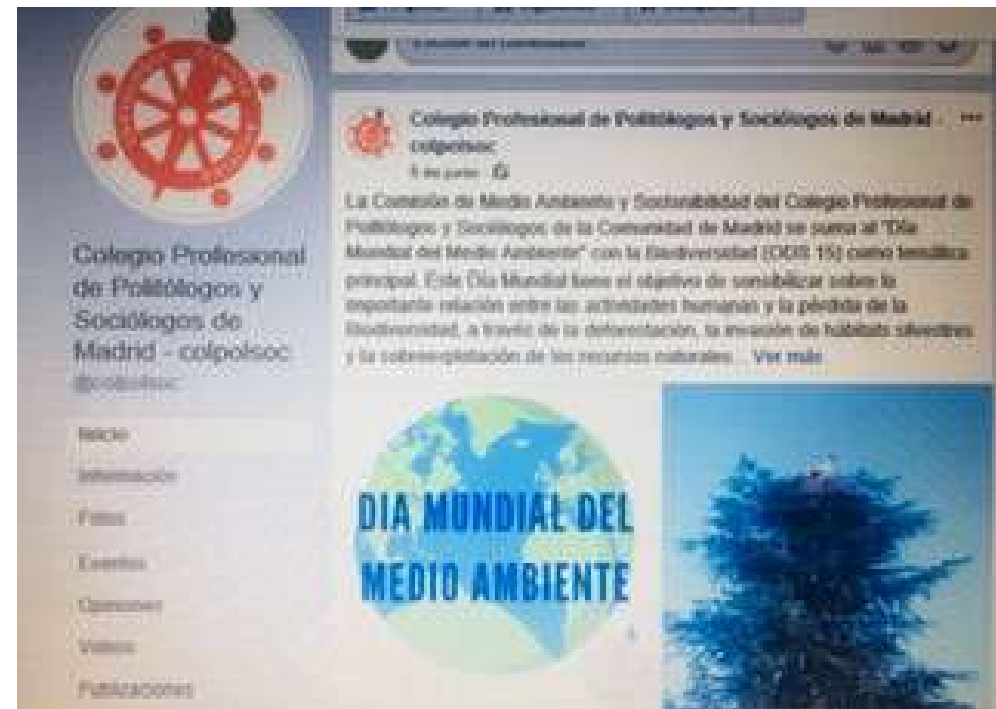 Colegio Profesional
de Politólogos y
Sociólogos de
Madrid - colpolsoc
@colpolsoc
Inicio
Información
Fotos
Eventos
Opiniones
Vídeos
Publicaciones
Colegio Profesional de Politólogos y Sociólogos de Madrid -
colpolsoc
5 de junio
La Comisión de Medio Ambiente y Sostenibilidad del Colegio Profesional de
Politólogos y Sociólogos de la Comunidad de Madrid se suma al "Día
Mundial del Medio Ambiente" con la Biodiversidad (ODS 15) como temática
principal. Este Día Mundial tiene el objetivo de sensibilizar sobre la
importante relación entre las actividades humanas y la pérdida de la
Biodiversidad, a través de la deforestación, la invasión de hábitats silvestres
y la sobreexplotación de los recursos naturales... Ver más
DIA MUNDIAL DEL
MEDIO AMBIENTE